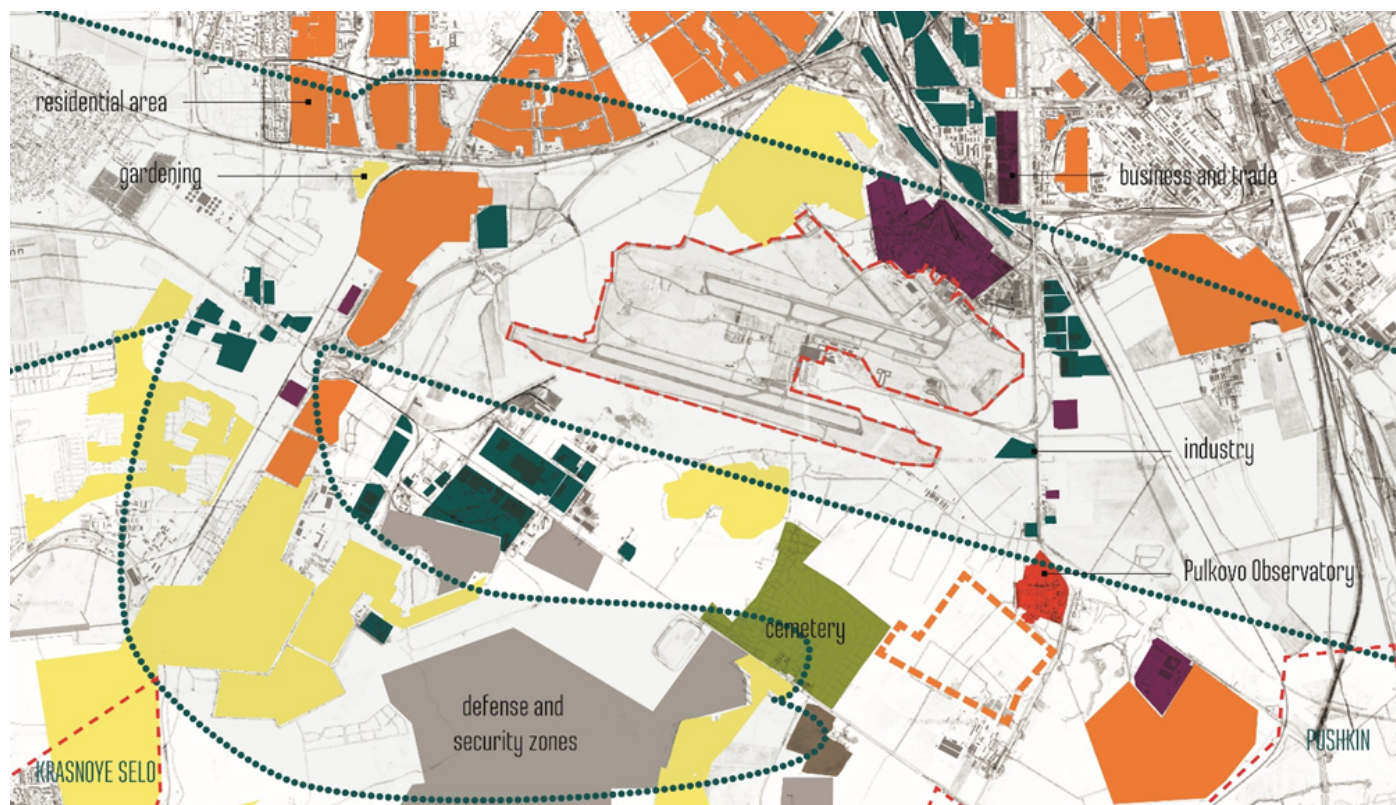 residential area
gardening
business and trade
industry
Pulkovo Observatory
cemetery
defense and
security zones
KRASNOYE SELO
PUSHKIN